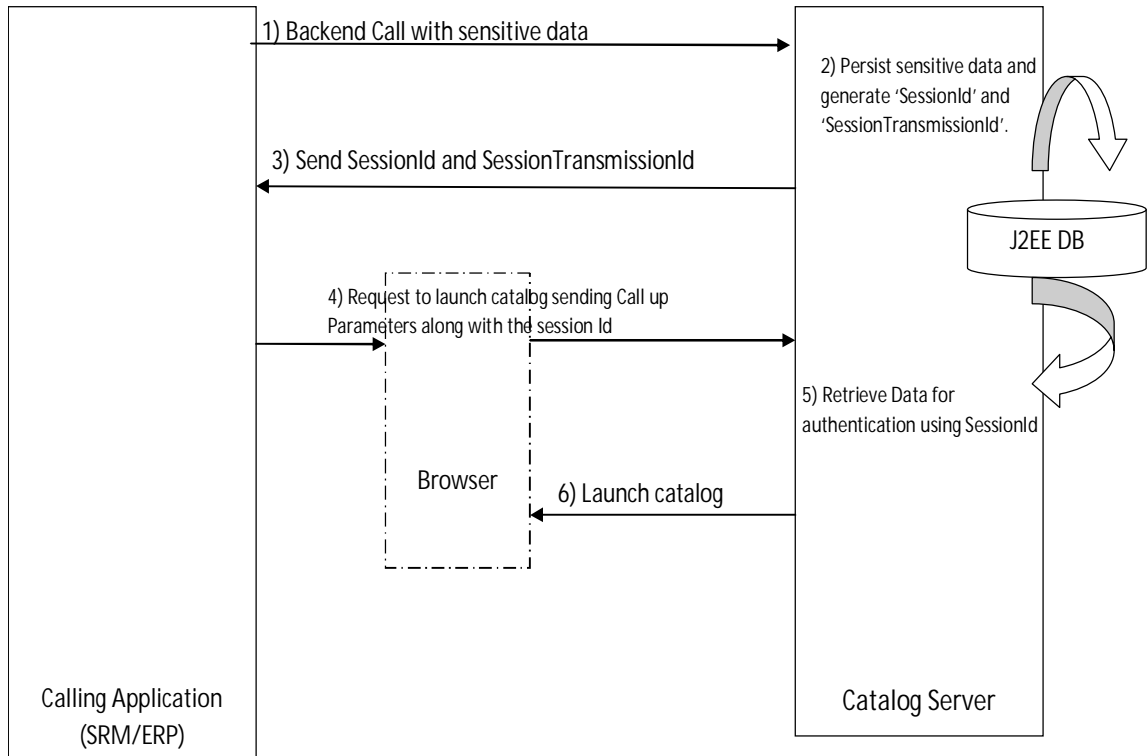 1) Backend Call with sensitive data
2) Persist sensitive data and
generate ‘SessionId’ and
‘SessionTransmissionId’.
3) Send SessionId and SessionTransmissionId
J2EE DB
4) Request to launch catalog sending Call up
Parameters along with the session Id
5) Retrieve Data for
authentication using SessionId
Browser
6) Launch catalog
Calling Application
(SRM/ERP)
Catalog Server